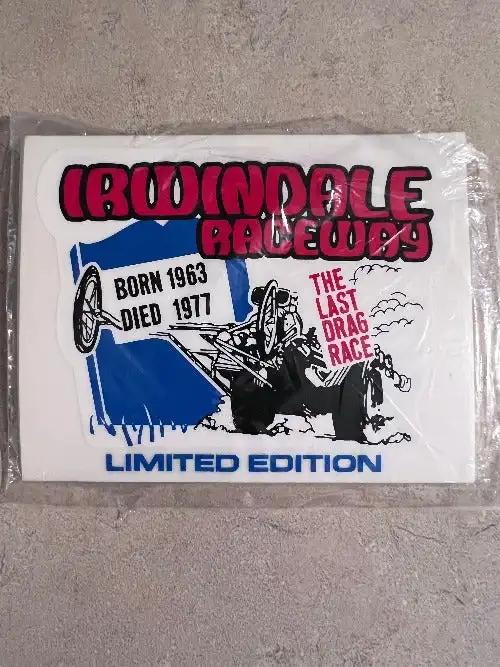 IRWINDALE
RACEWAY
BORN 1963
DIED 1977
THE
LAST
DRAG
RACE
LIMITED EDITION